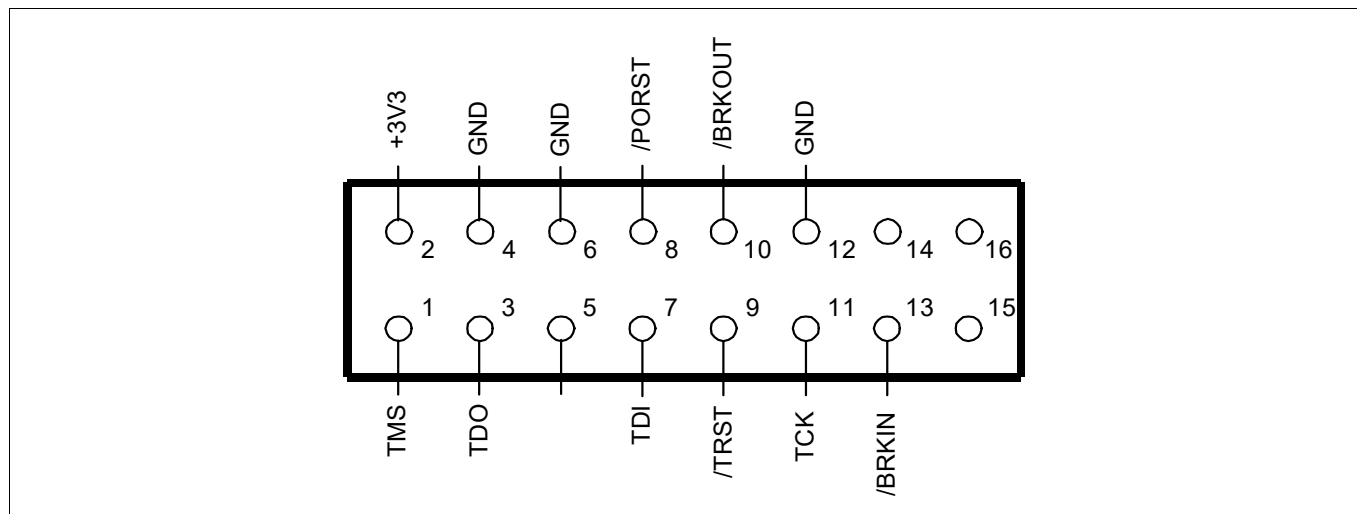 +3V3 GND GND /PORST /BRKOUT GND
2 4 6 8 10 12 14 16
1 3 5 7 9 11 13 15
TMS TDO TDI /TRST TCK /BRKIN